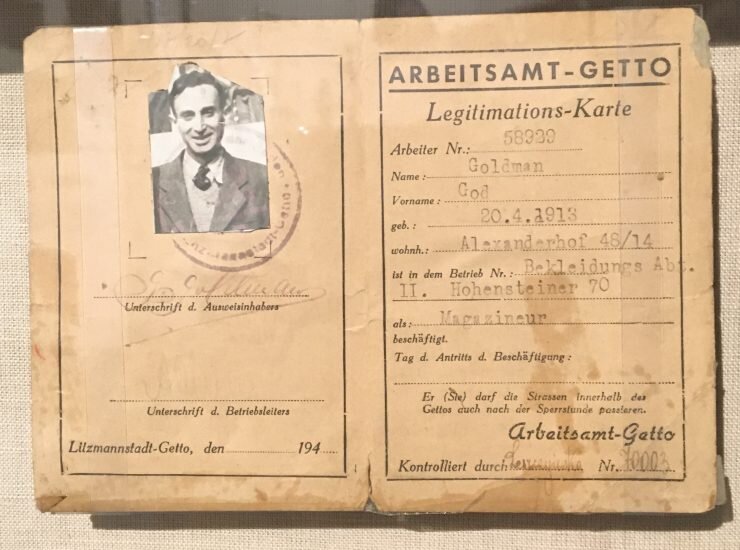 Unterschrift d. Ausweisinhabers
Unterschrift d. Betriebsleiters
Litzmannstadt-Getto, den 194
ARBEITSAMT-GETTO
Legitimations-Karte
Arbeiter Nr.: 58939
Name: Goldman
Vorname: God
geb.: 20.4.1913
wohnh.: Alexanderhof 48/14
ist in dem Betrieb Nr.: Bekleidungs Abt.
II. Hohensteiner 70
als: Magazineur
beschäftigt.
Tag d. Antritts d. Beschäftigung:
Er (Sie) darf die Strassen innerhalb des
Gettos auch nach der Sperrstunde passieren.
Arbeitsamt-Getto
Kontrolliert durch Nr. 10003